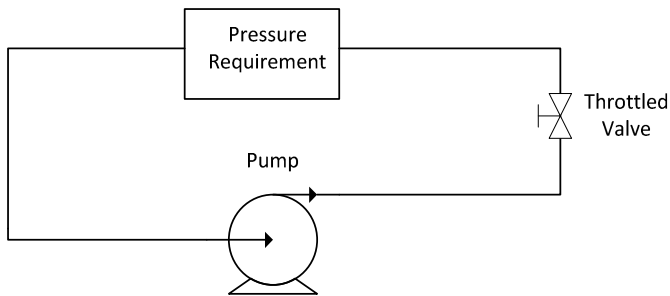 Pressure
Requirement
Throttled
Valve
Pump